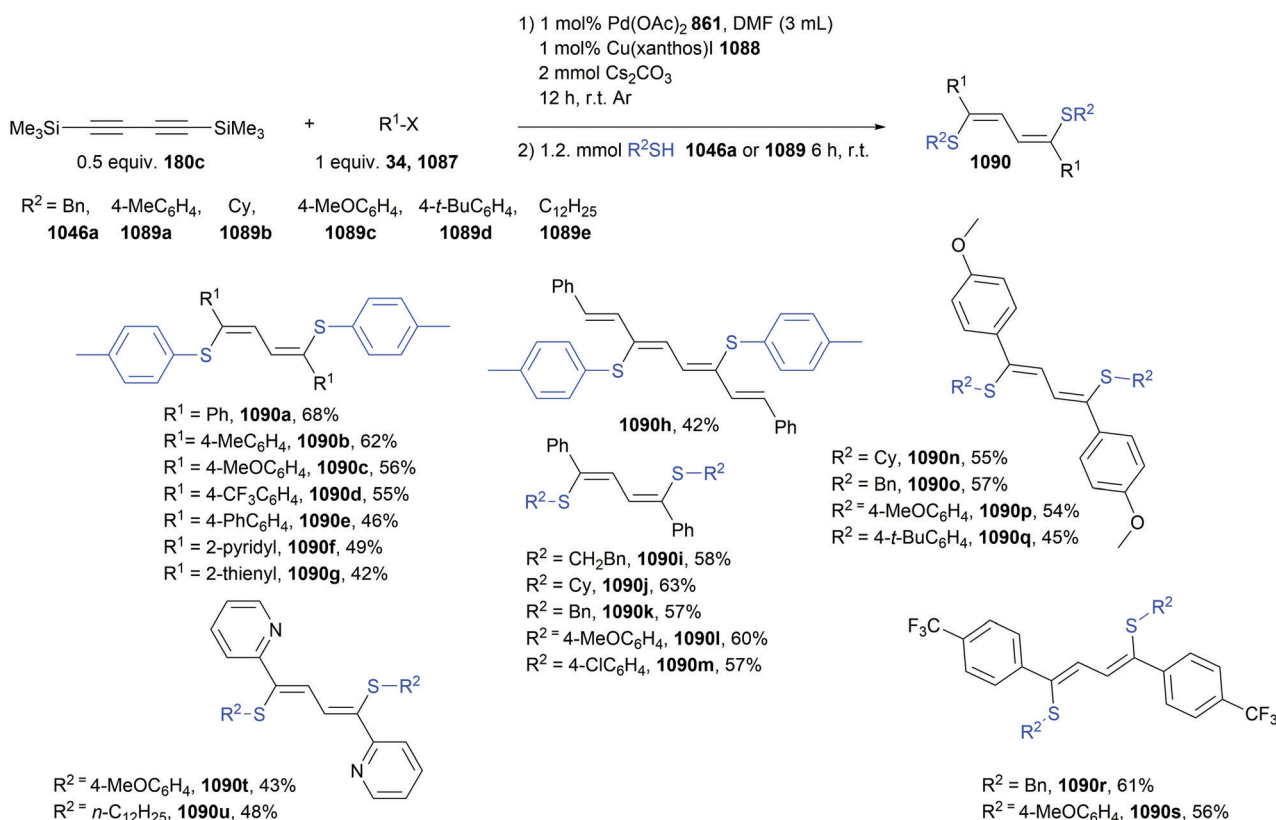 1) 1 mol% Pd(OAc)₂ 861, DMF (3 mL)
1 mol% Cu(xanthos)I 1088
2 mmol Cs₂CO₃
12 h, r.t. Ar
Me₃Si
SiMe₃
+
R¹-X
0.5 equiv. 180c
1 equiv. 34, 1087
2) 1.2. mmol R²SH 1046a or 1089 6 h, r.t.
R¹
SR²
R²S
R¹
1090
R² = Bn, 4-MeC₆H₄, Cy, 4-MeOC₆H₄, 4-t-BuC₆H₄, C₁₂H₂₅
1046a 1089a 1089b 1089c 1089d 1089e
R¹
S
S
R¹
R¹ = Ph, 1090a, 68%
R¹= 4-MeC₆H₄, 1090b, 62%
R¹ = 4-MeOC₆H₄, 1090c, 56%
R¹ = 4-CF₃C₆H₄, 1090d, 55%
R¹ = 4-PhC₆H₄, 1090e, 46%
R¹ = 2-pyridyl, 1090f, 49%
R¹ = 2-thienyl, 1090g, 42%
Ph
S
S
Ph
1090h, 42%
Ph
S-R²
R²-S
Ph
R² = CH₂Bn, 1090i, 58%
R² = Cy, 1090j, 63%
R² = Bn, 1090k, 57%
R² = 4-MeOC₆H₄, 1090l, 60%
R² = 4-ClC₆H₄, 1090m, 57%
O
S-R²
R²-S
O
R² = Cy, 1090n, 55%
R² = Bn, 1090o, 57%
R² = 4-MeOC₆H₄, 1090p, 54%
R² = 4-t-BuC₆H₄, 1090q, 45%
N
S-R²
R²-S
N
R² = 4-MeOC₆H₄, 1090t, 43%
R² = n-C₁₂H₂₅, 1090u, 48%
F₃C
R²
S
S
R²
CF₃
R² = Bn, 1090r, 61%
R² = 4-MeOC₆H₄, 1090s, 56%